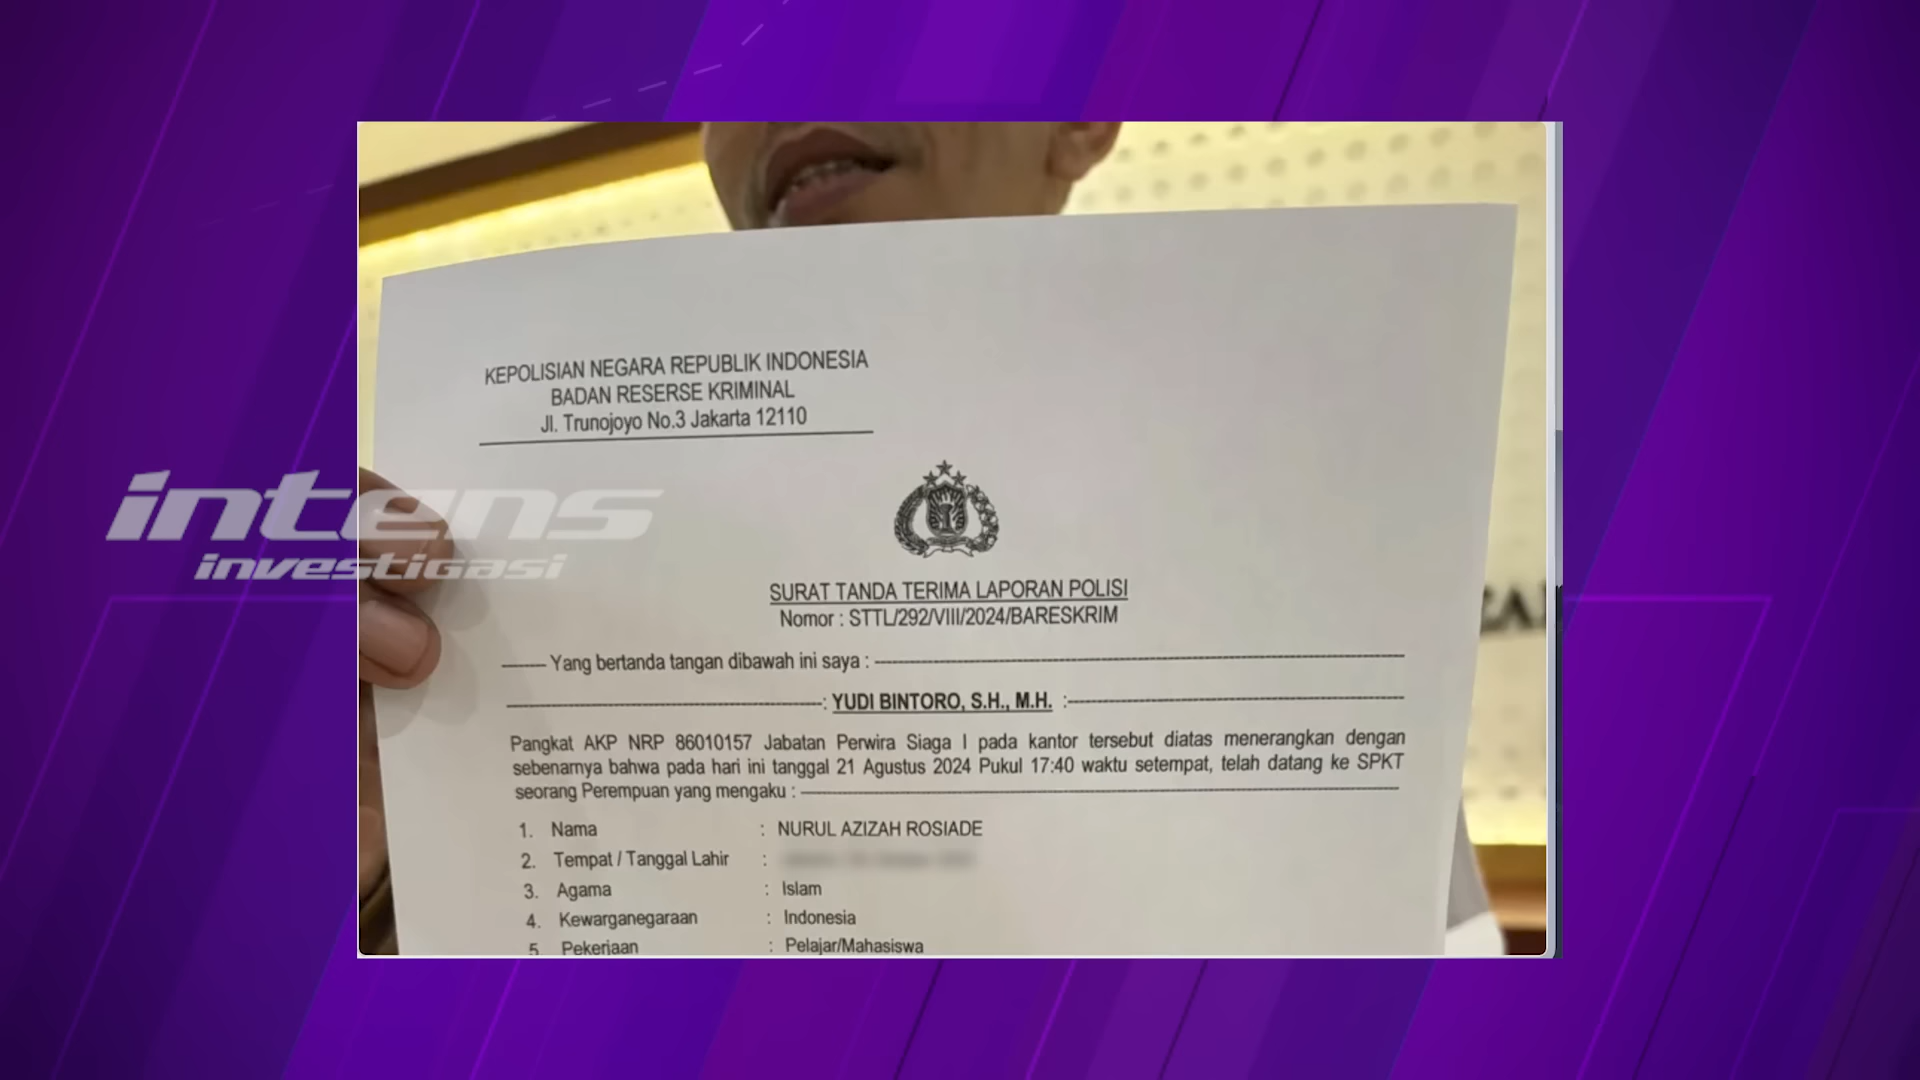 KEPOLISIAN NEGARA REPUBLIK INDONESIA
BADAN RESERSE KRIMINAL
Jl. Trunojoyo No.3 Jakarta 12110
intens
investigasi
SURAT TANDA TERIMA LAPORAN POLISI
Nomor : STTL/292/VIII/2024/BARESKRIM
Yang bertanda tangan dibawah ini saya :
: YUDI BINTORO, S.H., M.H. :
Pangkat AKP NRP 86010157 Jabatan Perwira Siaga I pada kantor tersebut diatas menerangkan dengan
sebenarnya bahwa pada hari ini tanggal 21 Agustus 2024 Pukul 17:40 waktu setempat, telah datang ke SPKT
seorang Perempuan yang mengaku :
1. Nama : NURUL AZIZAH ROSIADE
2. Tempat / Tanggal Lahir :
3. Agama : Islam
4. Kewarganegaraan : Indonesia
5. Pekerjaan : Pelajar/Mahasiswa